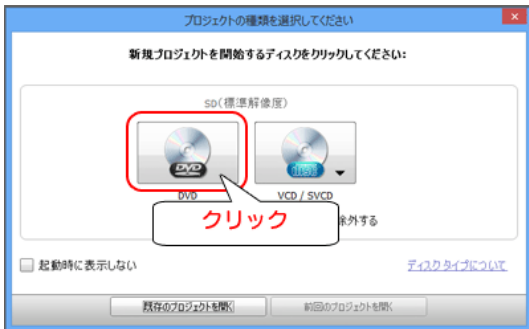 プロジェクトの種類を選択してください
新規プロジェクトを開始するディスクをクリックしてください:
SD(標準解像度)
DVD
DVD
VCD / SVCD
クリック
除外する
起動時に表示しない
ディスクタイプについて
既存のプロジェクトを開く
前回のプロジェクトを開く